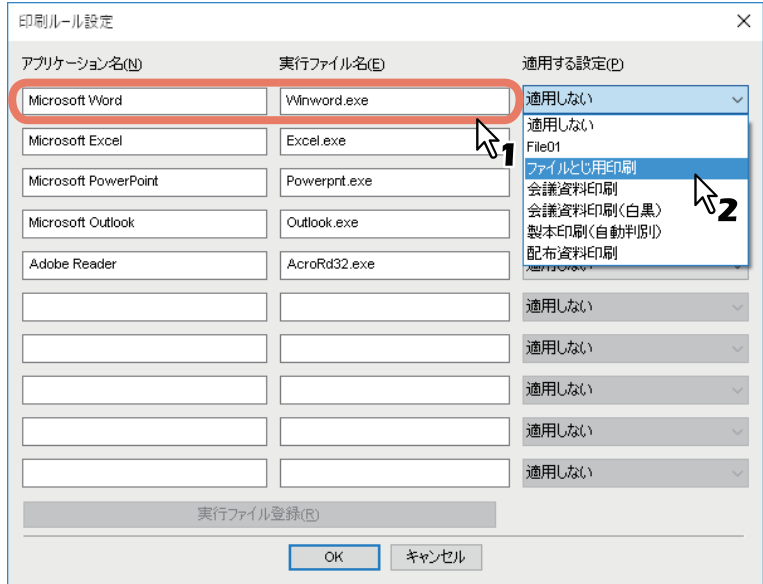 印刷ルール設定
アプリケーション名(N) 実行ファイル名(E) 適用する設定(P)
Microsoft Word Winword.exe 適用しない
1
適用しない
File01
ファイルとじ用印刷
2
会議資料印刷
会議資料印刷(白黒)
製本印刷(自動判別)
配布資料印刷
Microsoft Excel Excel.exe
Microsoft PowerPoint Powerpnt.exe
Microsoft Outlook Outlook.exe
Adobe Reader AcroRd32.exe 適用しない
適用しない
適用しない
適用しない
適用しない
適用しない
実行ファイル登録(R)
OK キャンセル